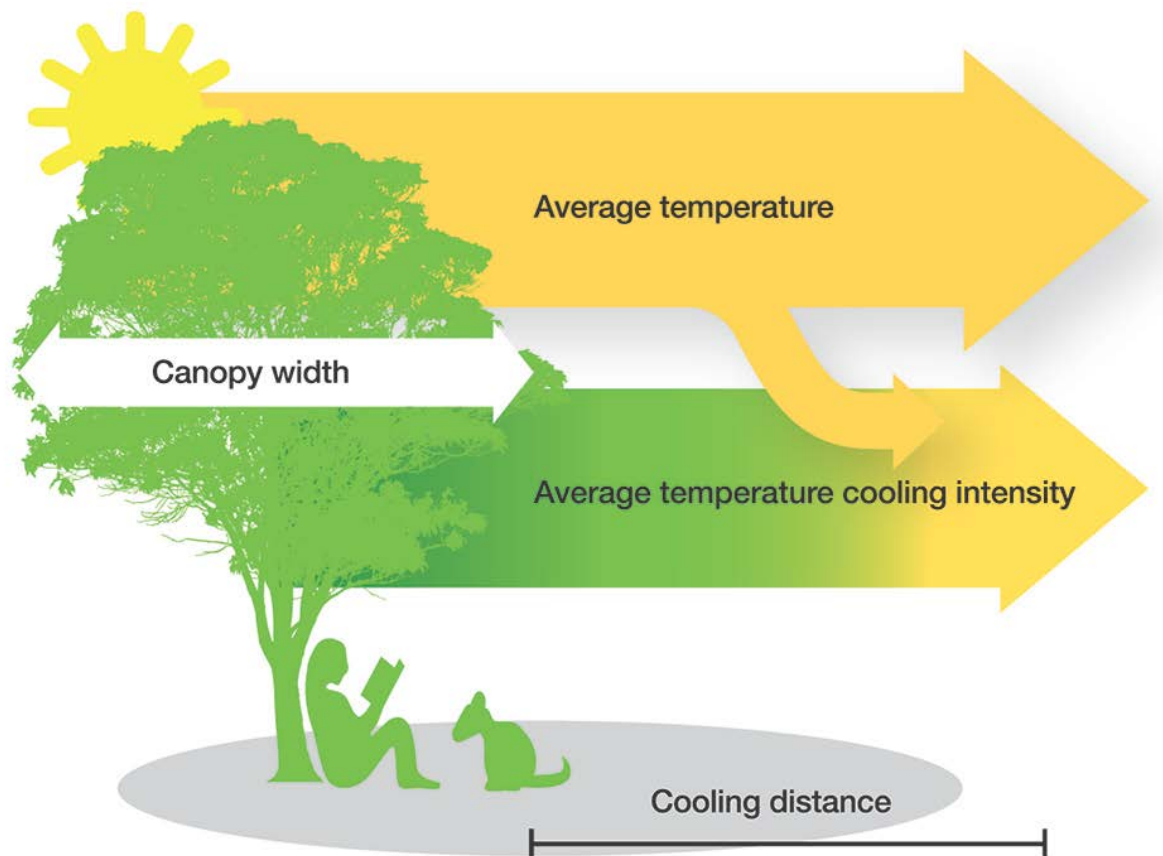 Average temperature
Canopy width
Average temperature cooling intensity
Cooling distance